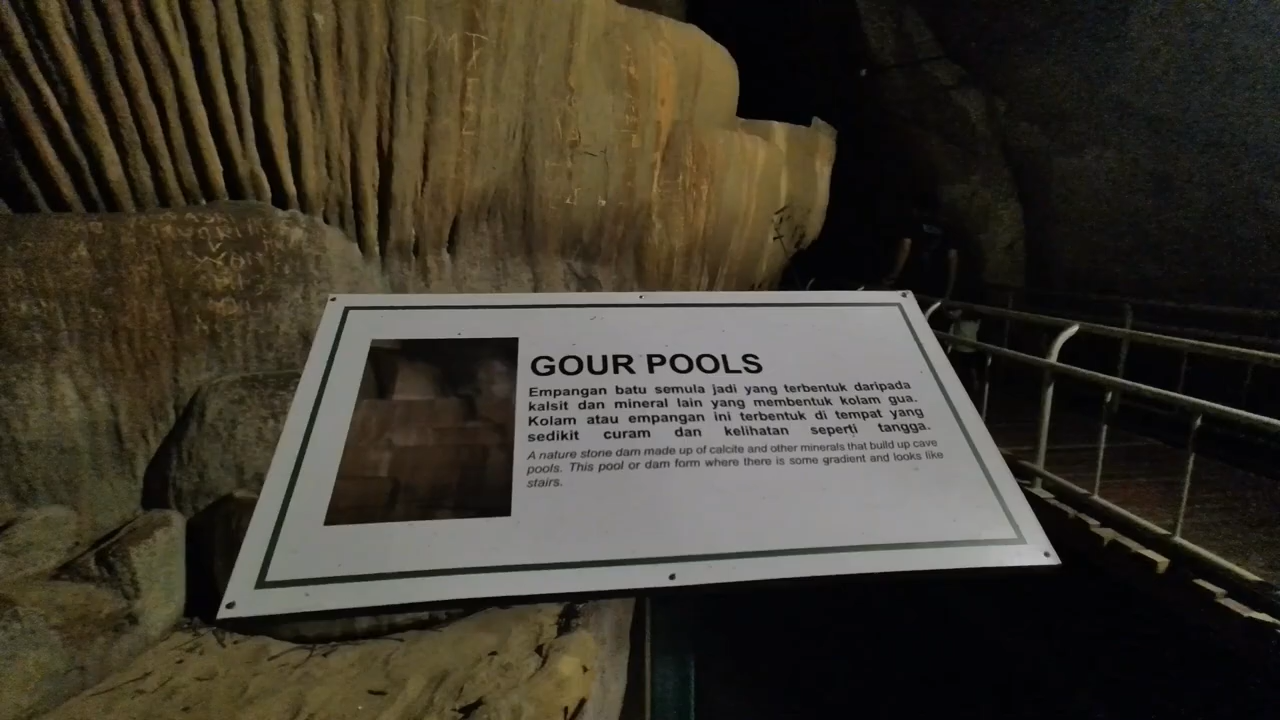 GOUR POOLS
Empangan batu semula jadi yang terbentuk daripada
kalsit dan mineral lain yang membentuk kolam gua.
Kolam atau empangan ini terbentuk di tempat yang
sedikit curam dan kelihatan seperti tangga.
A nature stone dam made up of calcite and other minerals that build up cave
pools. This pool or dam form where there is some gradient and looks like
stairs.